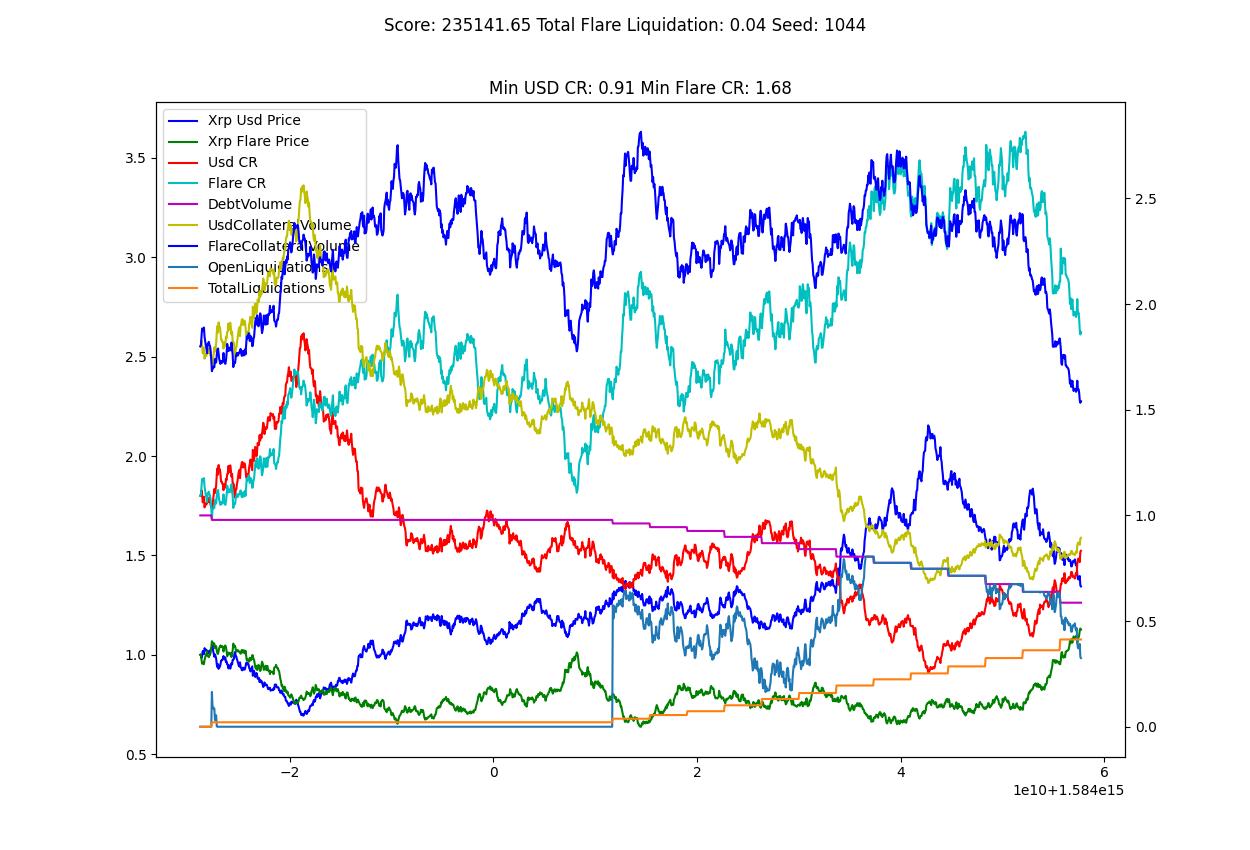 Score: 235141.65 Total Flare Liquidation: 0.04 Seed: 1044
Min USD CR: 0.91 Min Flare CR: 1.68
Xrp Usd Price
Xrp Flare Price
Usd CR
Flare CR
DebtVolume
UsdCollateralVolume
FlareCollateralVolume
OpenLiquidations
TotalLiquidations
3.5
3.0
2.5
2.0
1.5
1.0
0.5
2.5
2.0
1.5
1.0
0.5
0.0
−2 0 2 4 6
1e10+1.584e15